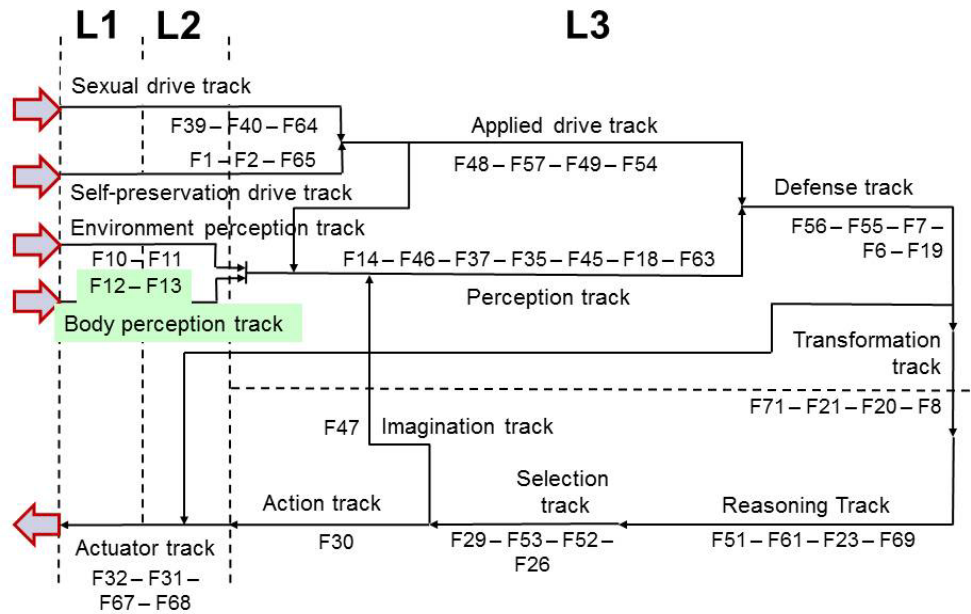 L1
L2
L3
Sexual drive track
F39 – F40 – F64
Applied drive track
F1 – F2 – F65
F48 – F57 – F49 – F54
Self-preservation drive track
Defense track
Environment perception track
F56 – F55 – F7 –
F6 – F19
F10 – F11
F14 – F46 – F37 – F35 – F45 – F18 – F63
F12 – F13
Perception track
Body perception track
Transformation
track
F71 – F21 – F20 – F8
F47
Imagination track
Selection
track
Action track
Reasoning Track
F30
F29 – F53 – F52 –
F26
F51 – F61 – F23 – F69
Actuator track
F32 – F31 –
F67 – F68